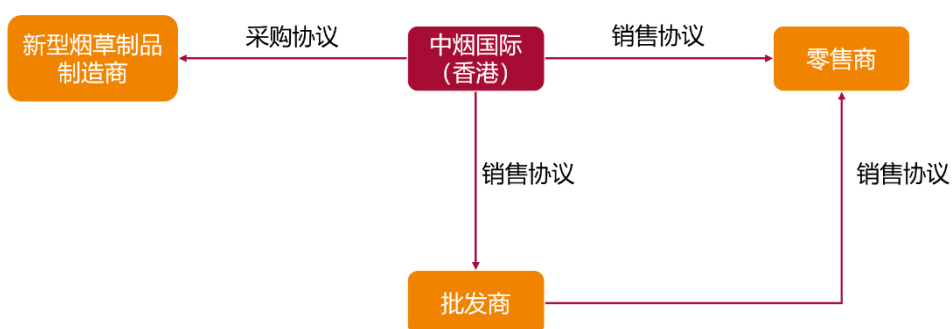 新型烟草制品
制造商
采购协议
中烟国际
（香港）
销售协议
零售商
销售协议
销售协议
批发商